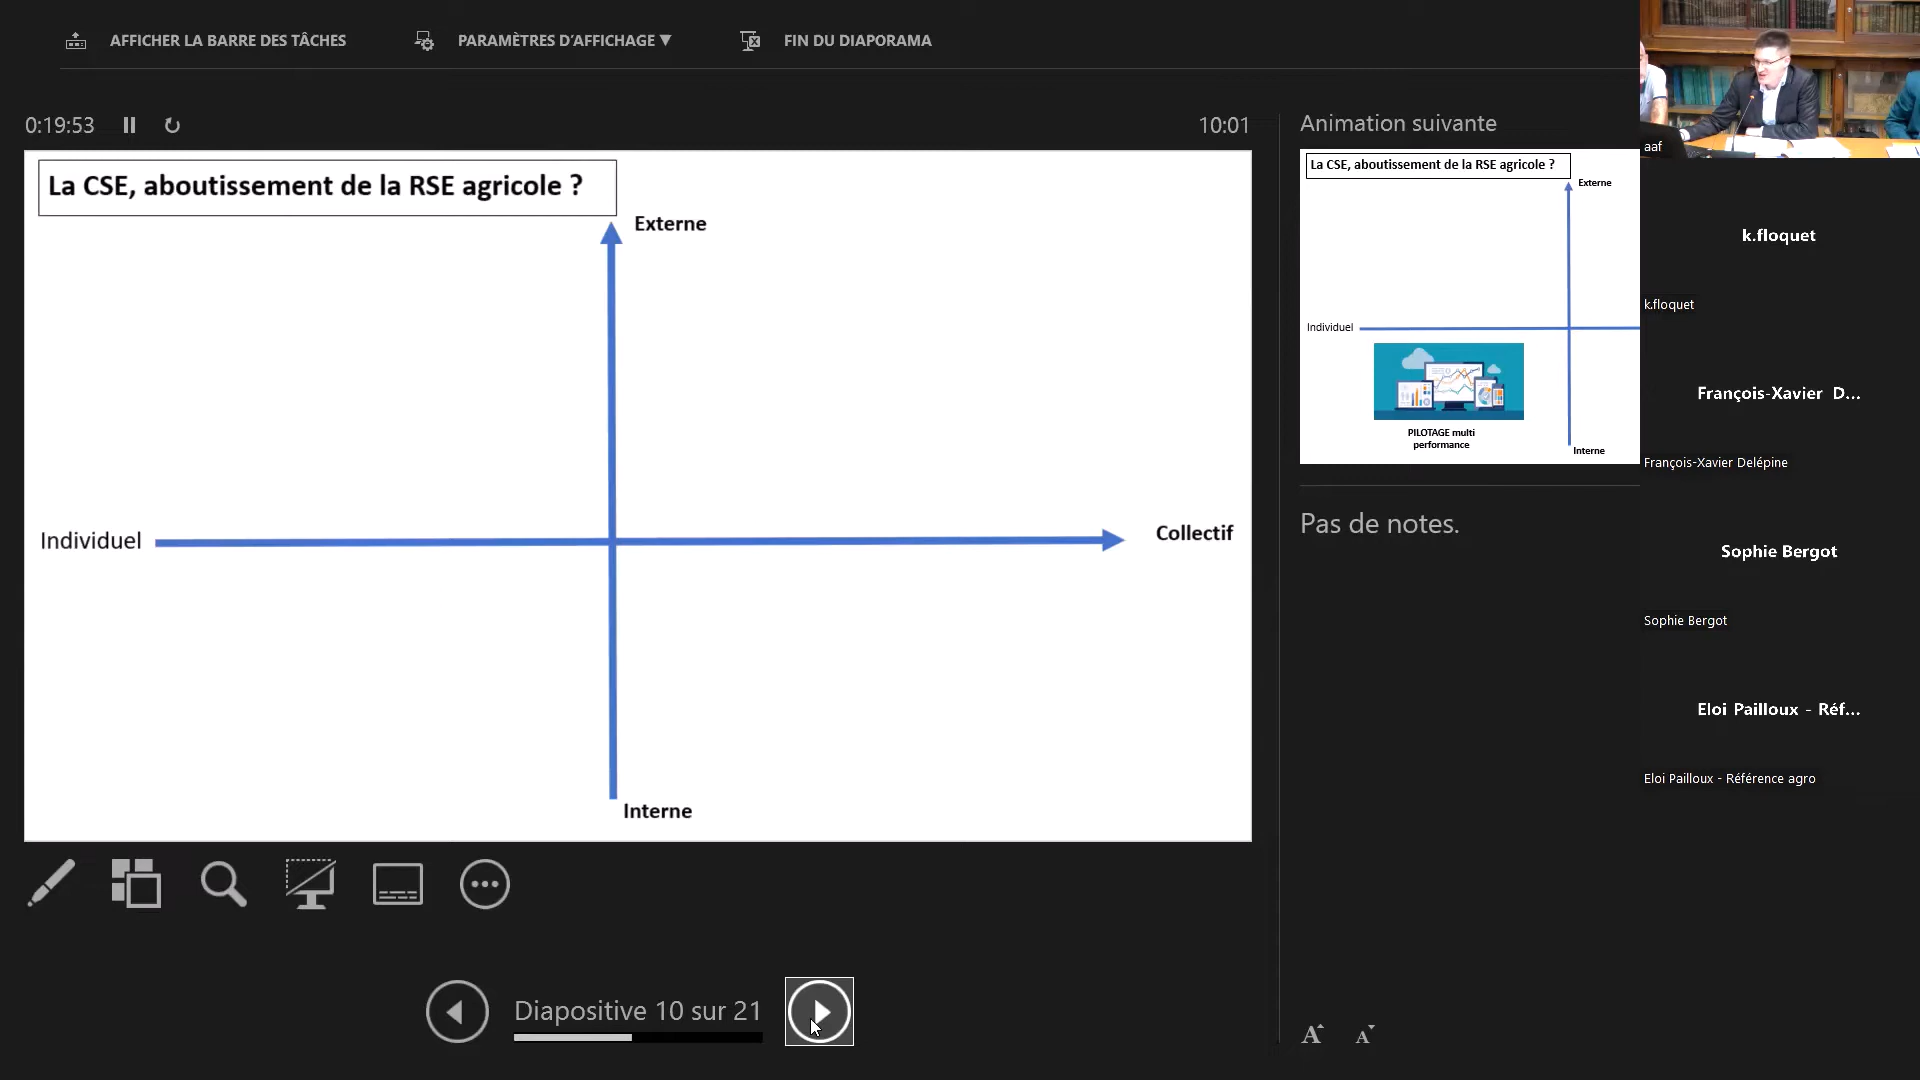 AFFICHER LA BARRE DES TÂCHES
PARAMÈTRES D'AFFICHAGE ▼
FIN DU DIAPORAMA
0:19:53
10:01
La CSE, aboutissement de la RSE agricole ?
Externe
Individuel
Collectif
Interne
Diapositive 10 sur 21
Animation suivante
La CSE, aboutissement de la RSE agricole ?
Externe
Individuel
PILOTAGE multi
performance
Interne
Pas de notes.
aaf
k.floquet
k.floquet
François-Xavier D...
François-Xavier Delépine
Sophie Bergot
Sophie Bergot
Eloi Pailloux - Réf...
Eloi Pailloux - Référence agro
A A